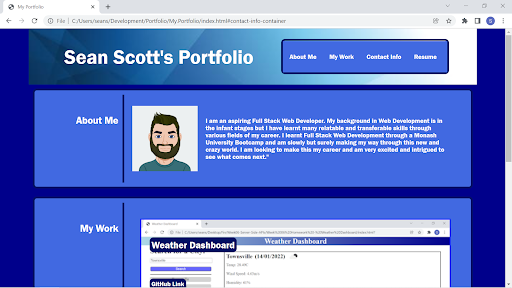 My Portfolio
File | C:/Users/seans/Development/Portfolio/My.Portfolio/index.html#contact-info-container
Sean Scott's Portfolio
About Me My Work Contact Info Resume
About Me
I am an aspiring Full Stack Web Developer. My background in Web Development is in
the infant stages but I have learnt many relatable and transferable skills through
various fields of my career. I learnt Full Stack Web Development through a Monash
University Bootcamp and am slowly but surely making my way through this new and
crazy world. I am looking to make this my career and am very excited and intrigued to
see what comes next."
My Work
Weather Dashboard
Weather Dashboard
Weather Dashboard
Townsville (14/01/2022)
Townsville
Search
GitHub Link